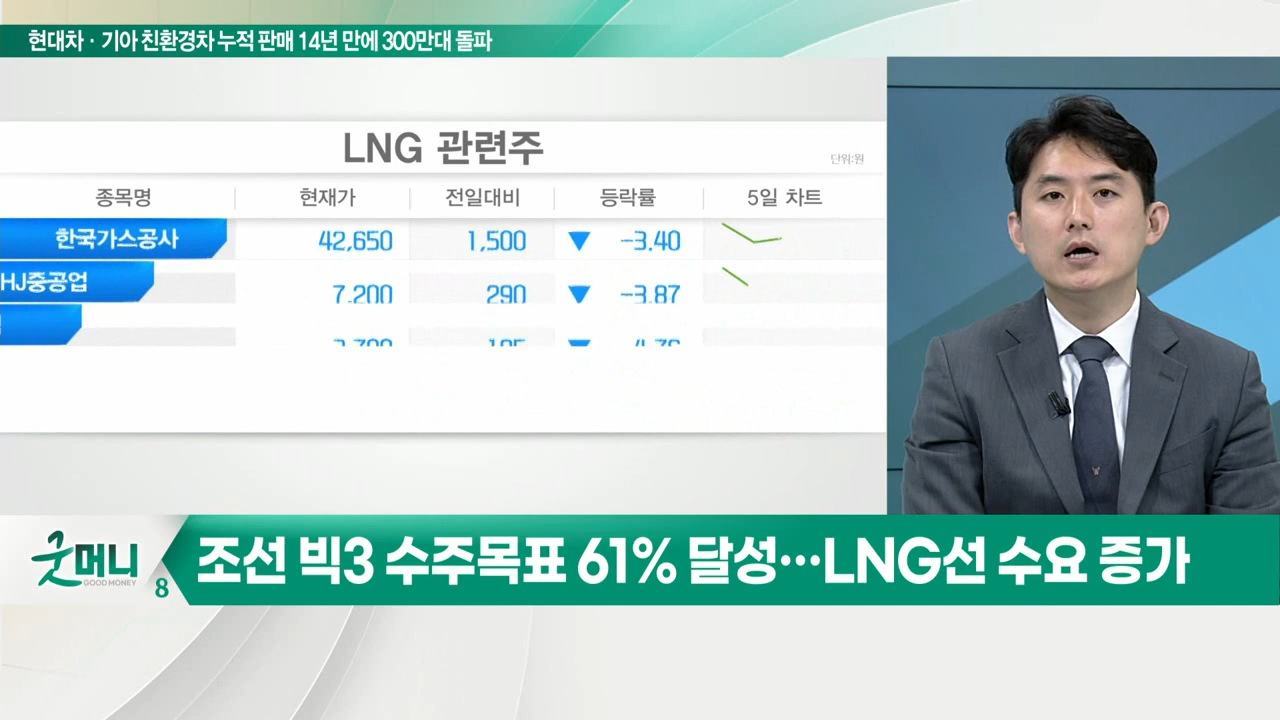 현대차·기아 친환경차 누적 판매 14년 만에 300만대 돌파
LNG 관련주
단위:원
종목명 현재가 전일대비 등락률 5일 차트
한국가스공사 42,650 1,500 ▼ -3.40
HJ중공업 7,200 290 ▼ -3.87
굿머니
GOOD MONEY
8
조선 빅3 수주목표 61% 달성…LNG선 수요 증가